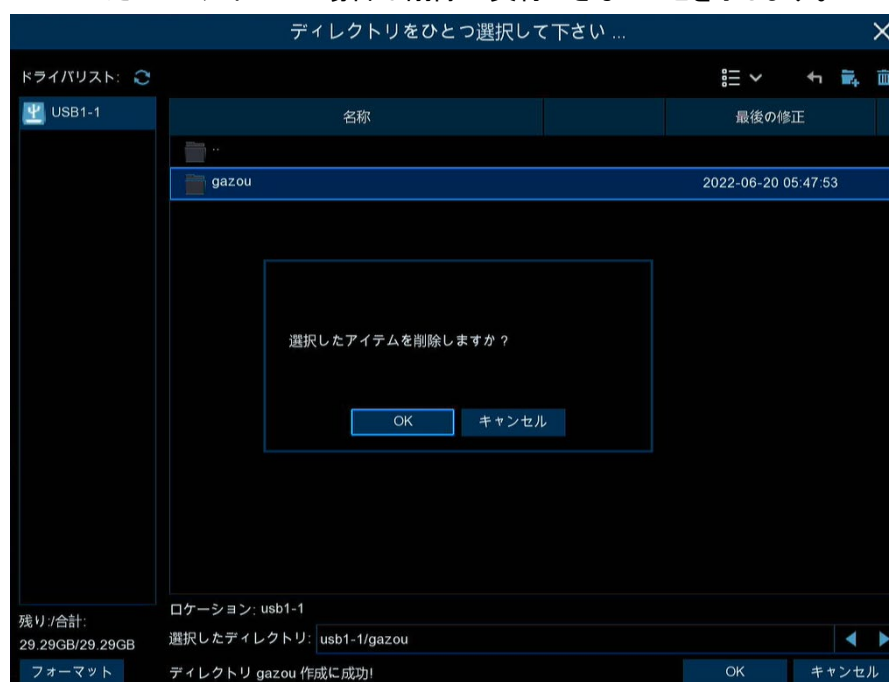 ディレクトリをひとつ選択して下さい ...
ドライバリスト:
USB1-1
名称
最後の修正
..
gazou
2022-06-20 05:47:53
選択したアイテムを削除しますか？
OK
キャンセル
残り:/合計:
29.29GB/29.29GB
ロケーション: usb1-1
選択したディレクトリ: usb1-1/gazou
フォーマット
ディレクトリ gazou 作成に成功!
OK
キャンセル